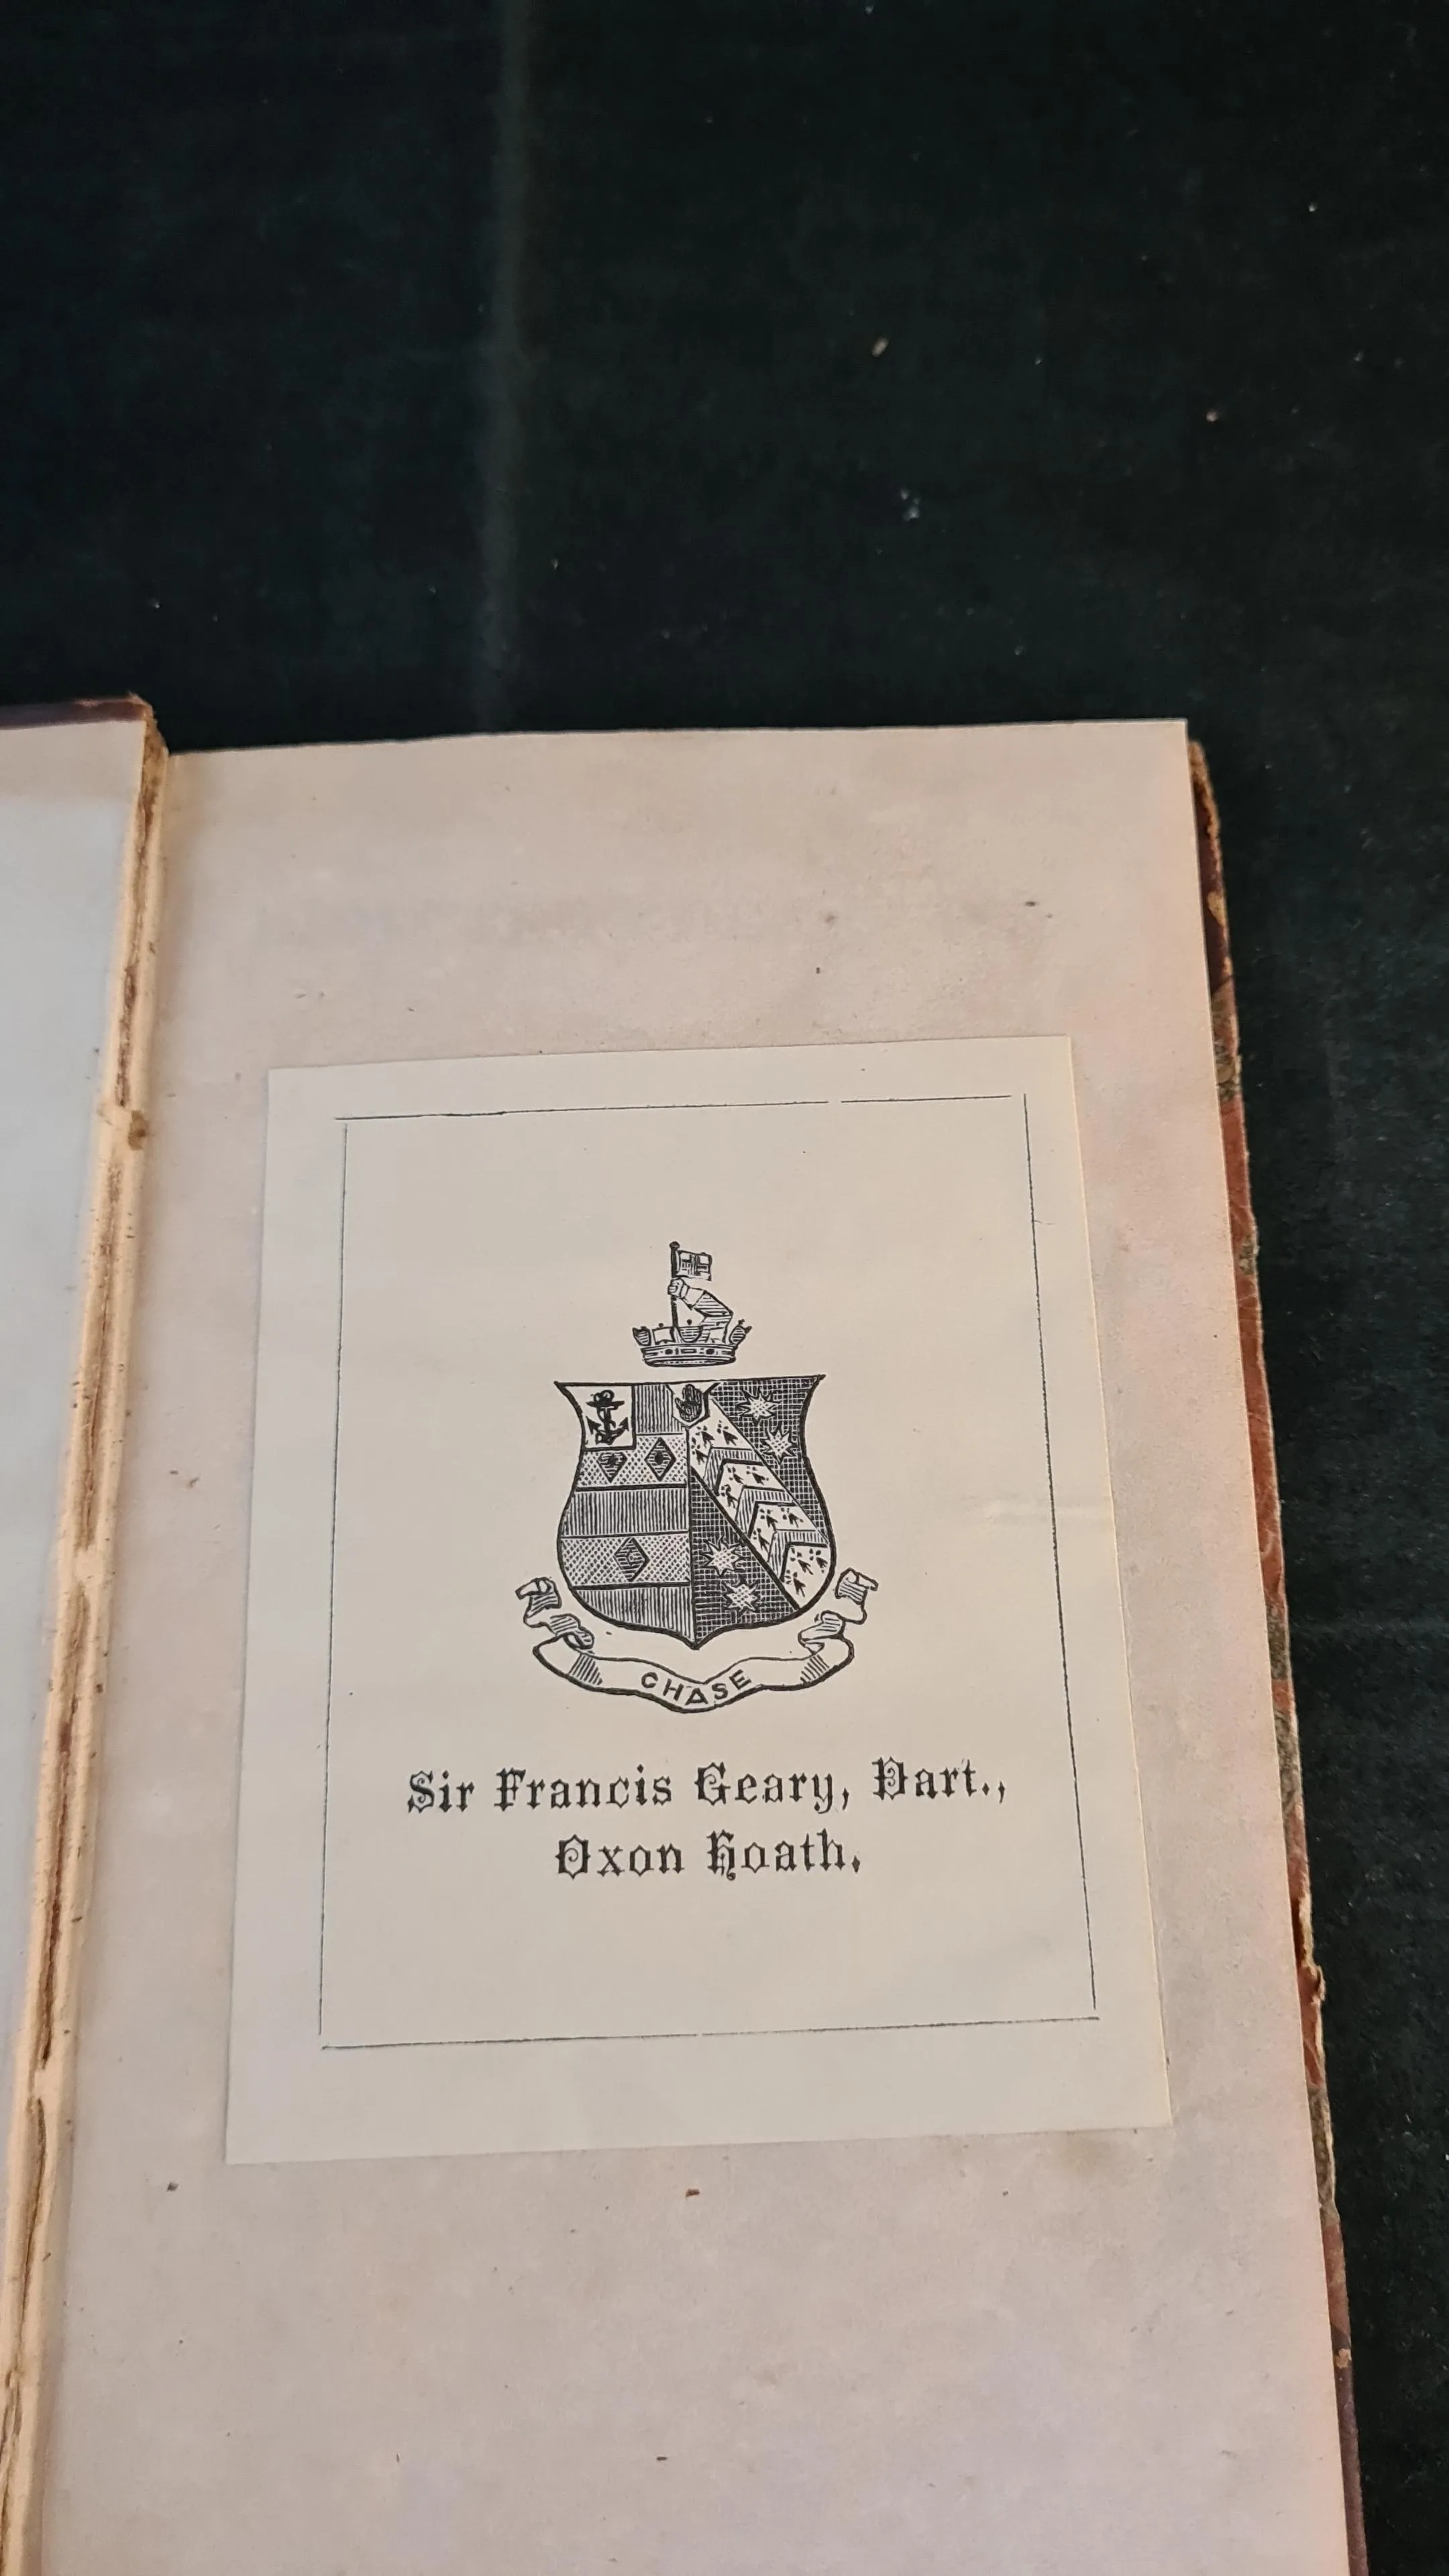 CHASE
Sir Francis Geary, Bart.,
Oxon Hoath.